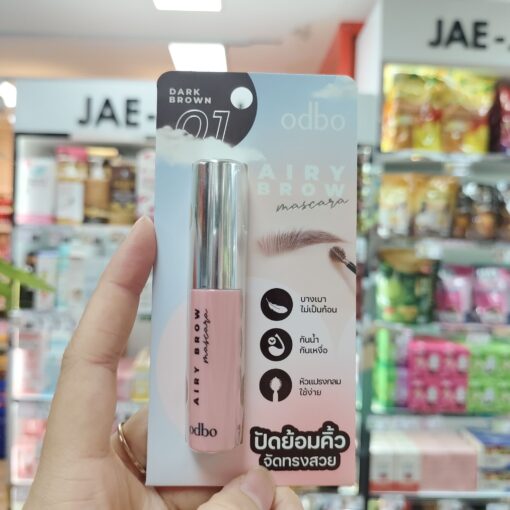 JAE-
JAE-J
DARK
BROWN
01
odbo
AIRY
BROW
mascara
บางเบา
ไม่เป็นก้อน
กันน้ำ
กันเหงื่อ
หัวแปรงกลม
ใช้ง่าย
AIRY BROW
mascara
odbo
ปัดย้อมคิ้ว
จัดทรงสวย